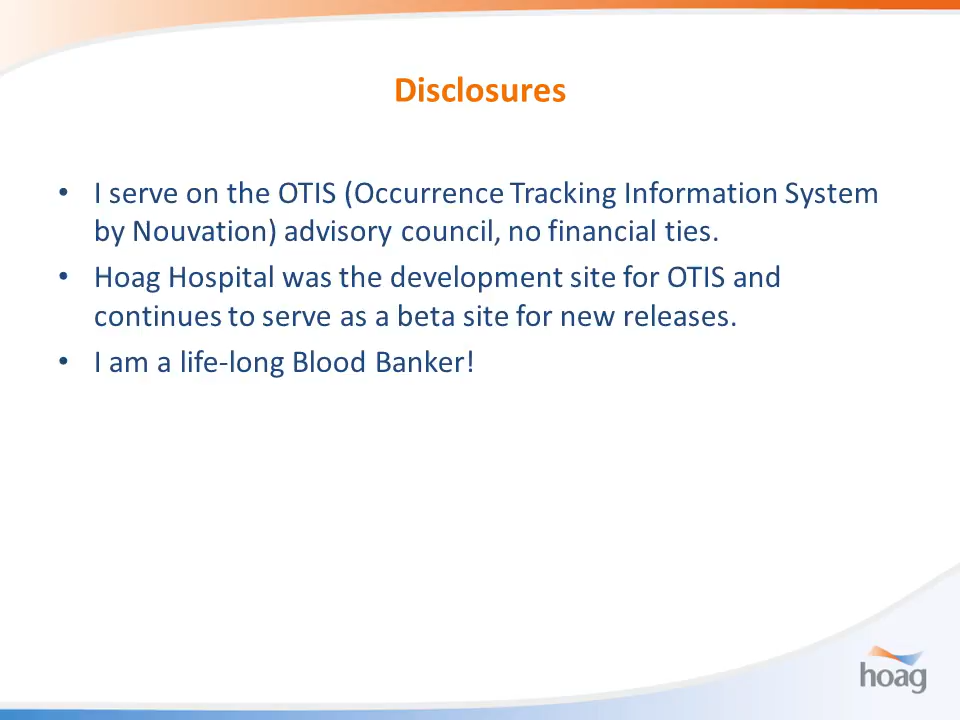 Disclosures
• I serve on the OTIS (Occurrence Tracking Information System
by Nouvation) advisory council, no financial ties.
• Hoag Hospital was the development site for OTIS and
continues to serve as a beta site for new releases.
• I am a life-long Blood Banker!
hoag